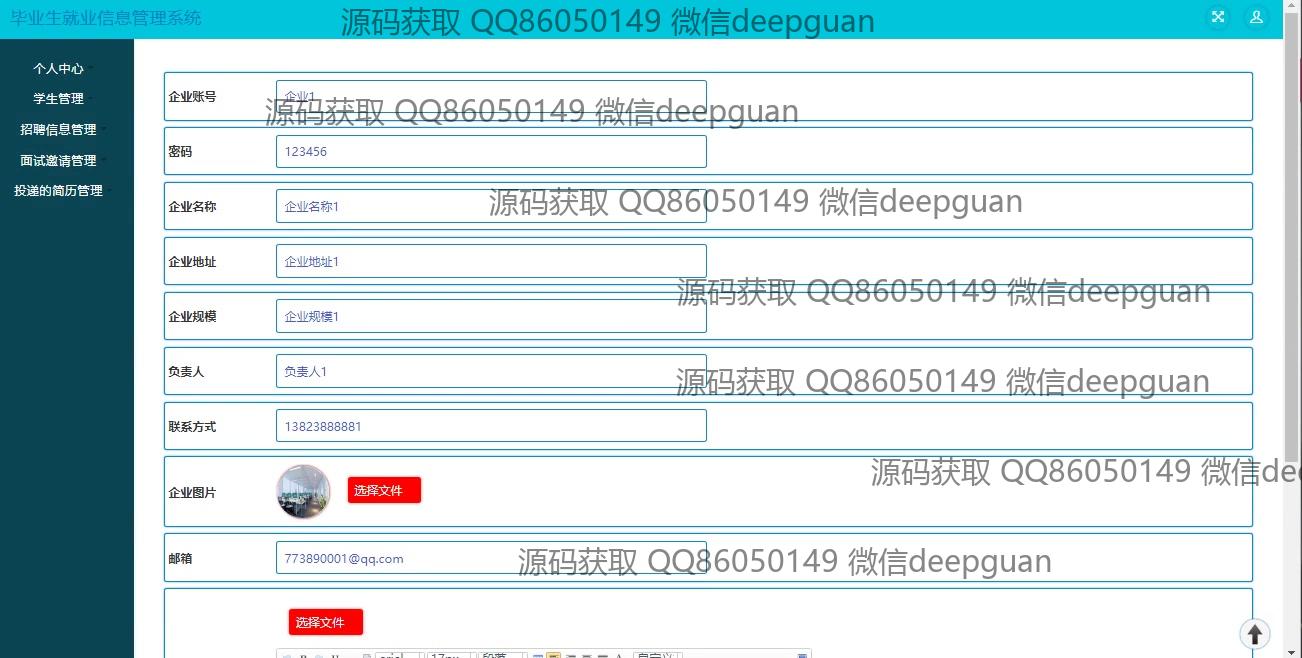 毕业生就业信息管理系统
源码获取 QQ86050149 微信deepguan
个人中心
学生管理
招聘信息管理
面试邀请管理
投递的简历管理
企业账号 企业1
源码获取 QQ86050149 微信deepguan
密码 123456
企业名称 企业名称1
源码获取 QQ86050149 微信deepguan
企业地址 企业地址1
源码获取 QQ86050149 微信deepguan
企业规模 企业规模1
负责人 负责人1
源码获取 QQ86050149 微信deepguan
联系方式 13823888881
源码获取 QQ86050149 微信dee
企业图片 选择文件
邮箱 773890001@qq.com
源码获取 QQ86050149 微信deepguan
选择文件
arial 17px 段落 自定义